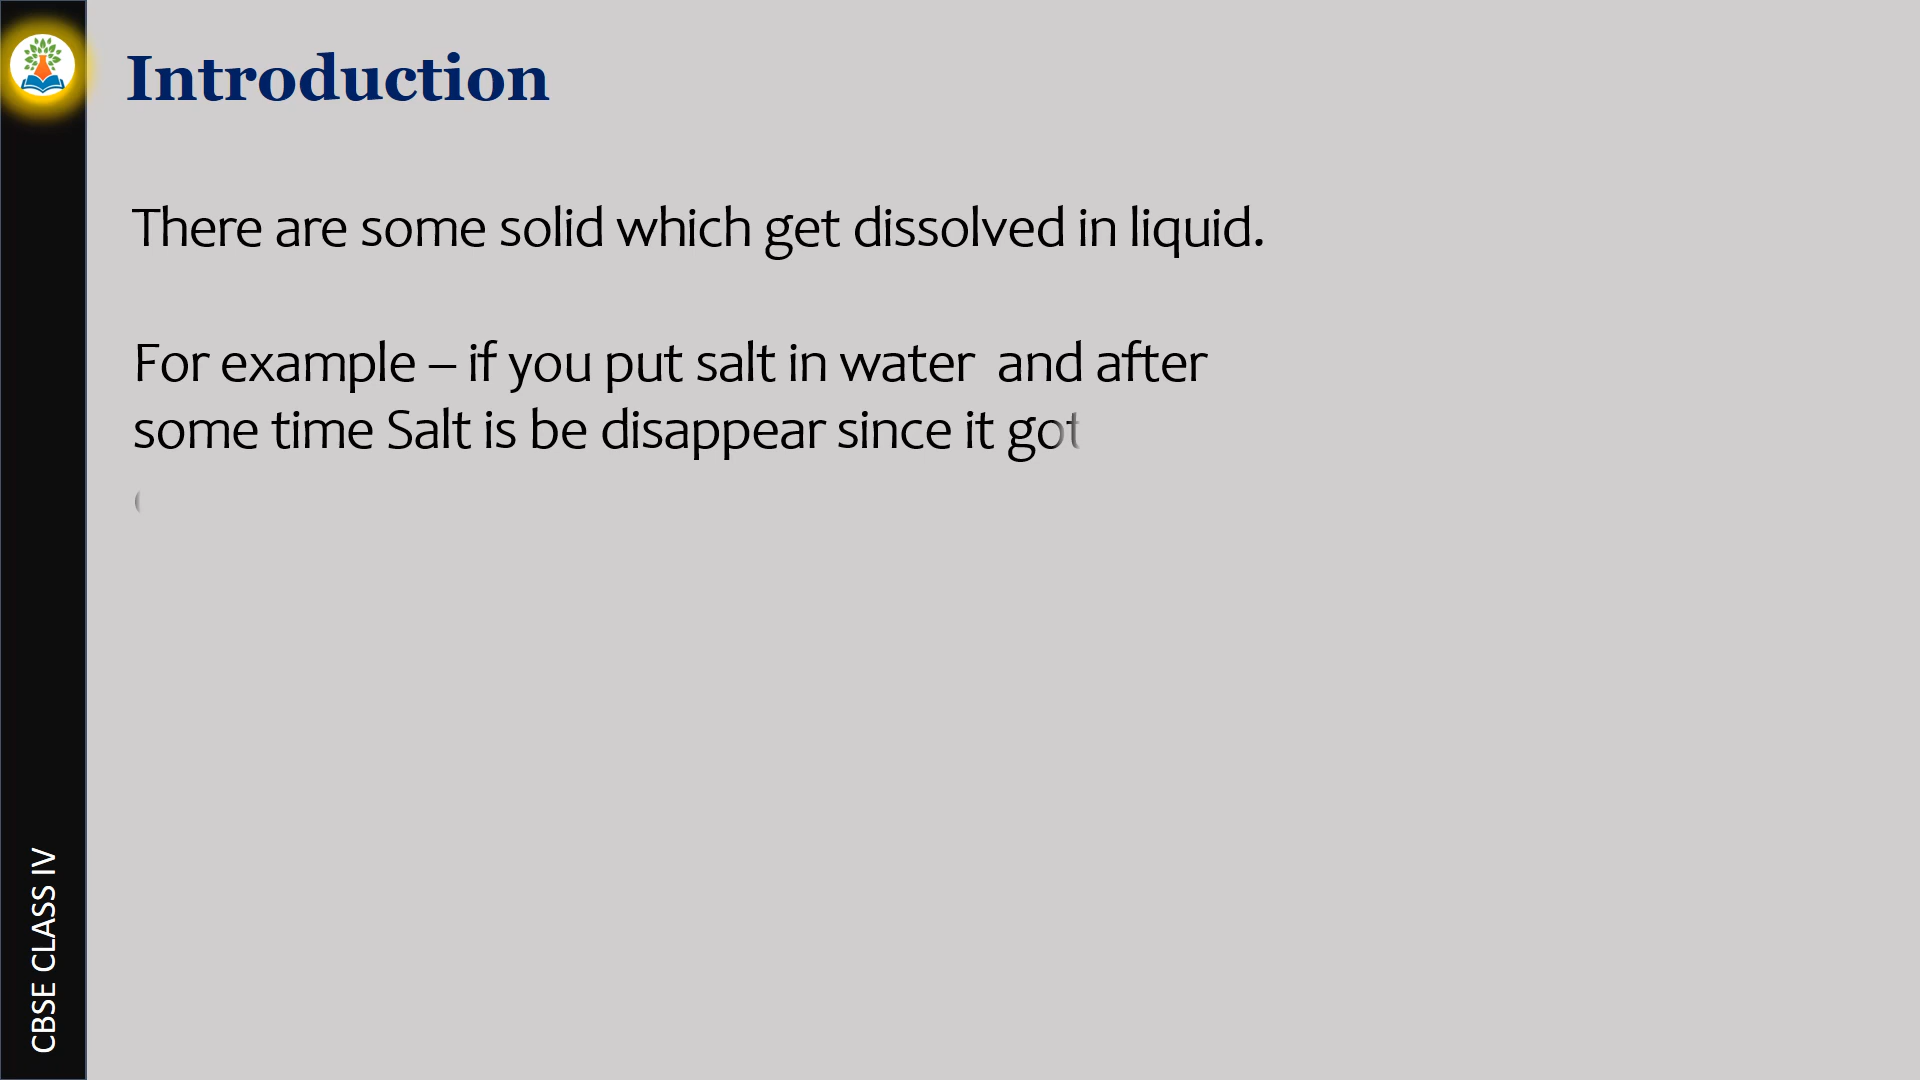 Introduction
There are some solid which get dissolved in liquid.
For example – if you put salt in water  and after
some time Salt is be disappear since it got
CBSE CLASS IV